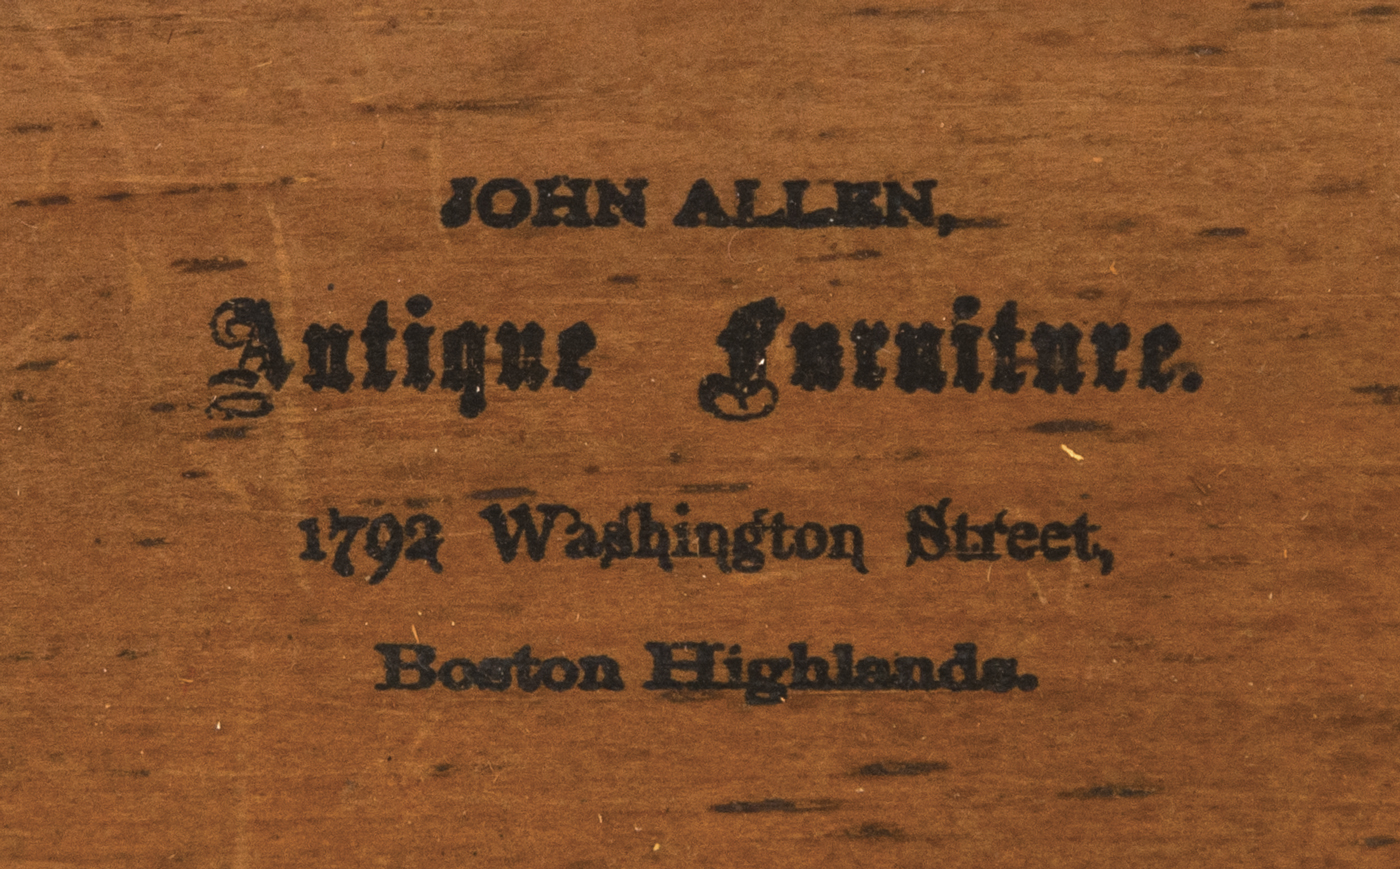 JOHN ALLEN,
Antique Furniture.
1792 Washington Street,
Boston Highlands.